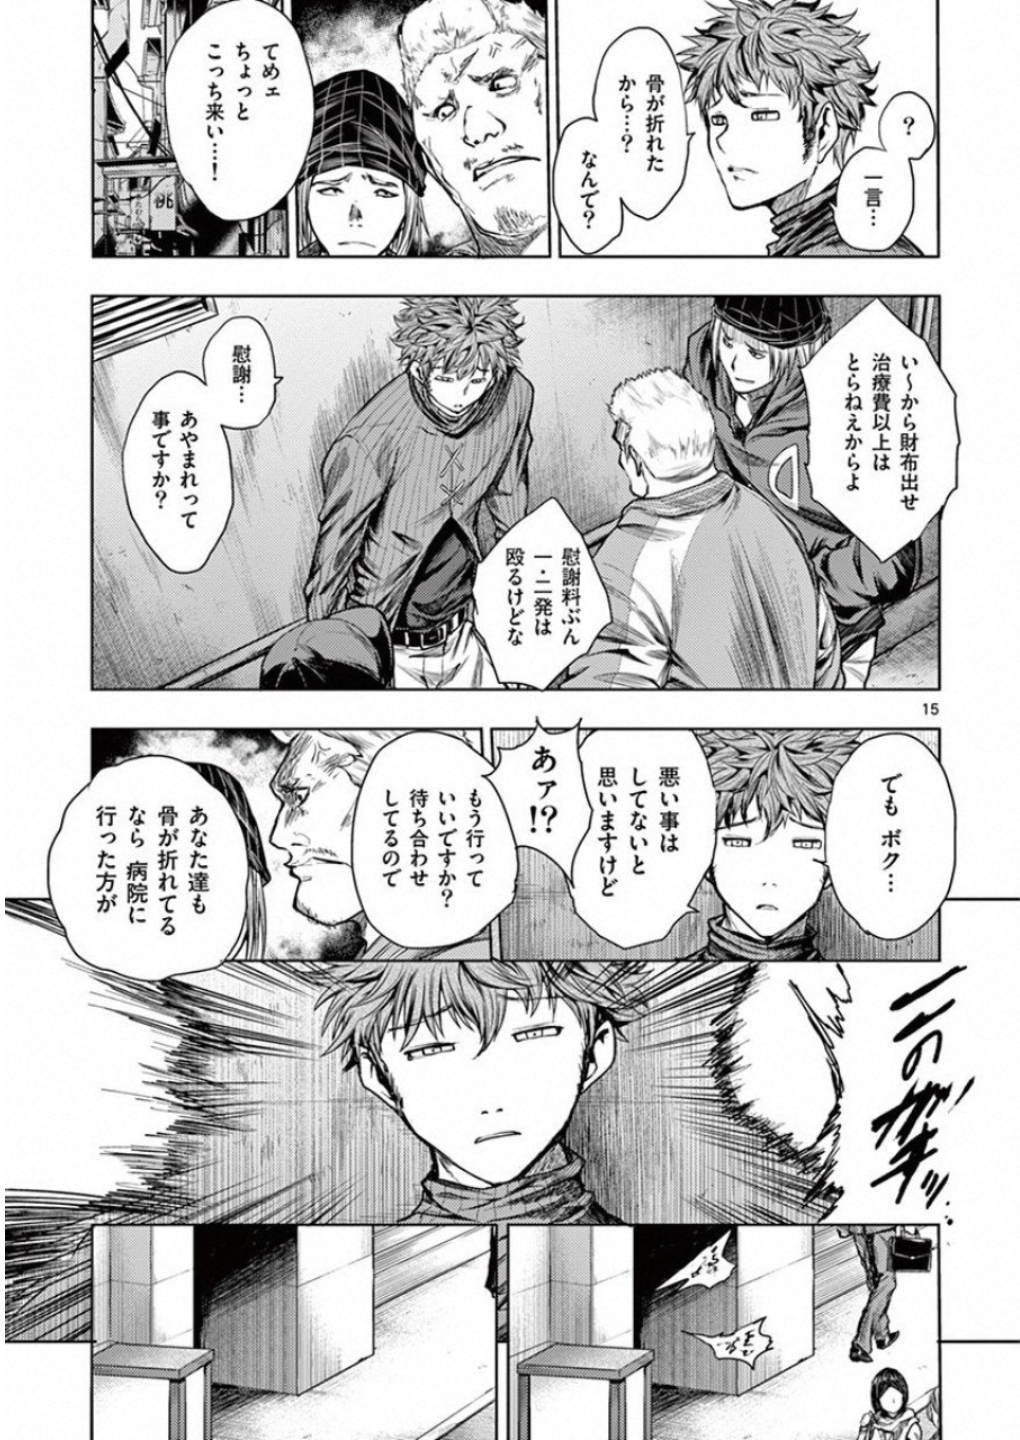 ？
一言…
骨が折れた
から…？
なんで？
てめェ
ちょっと
こっち来い…！
い〜から財布出せ
治療費以上は
とらねえからよ
慰謝料ぶん
一・二発は
殴るけどな
慰謝…
あやまれって
事ですか？
15
でも ボク…
悪い事は
してないと
思いますけど
あァ!?
もう行って
いいですか？
待ち合わせ
してるので
あなた達も
骨が折れてる
なら 病院に
行った方が
このガキッ…